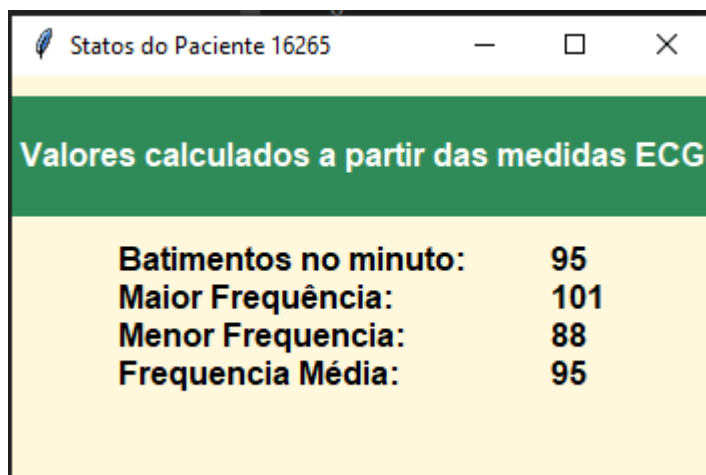 Statos do Paciente 16265
Valores calculados a partir das medidas ECG
Batimentos no minuto: 95
Maior Frequência: 101
Menor Frequencia: 88
Frequencia Média: 95